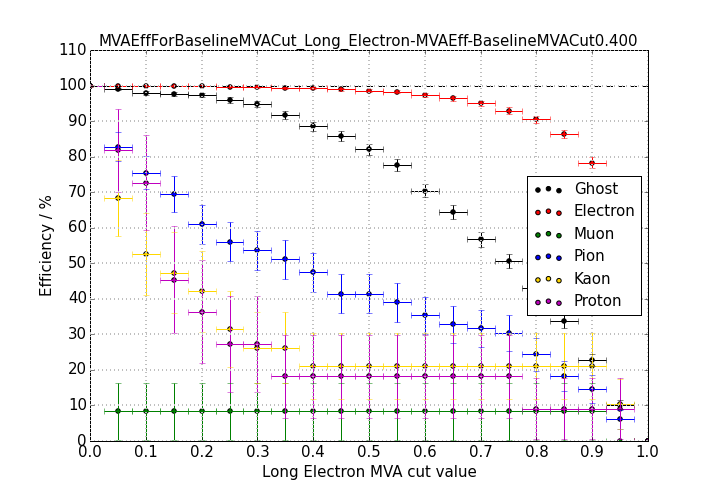 MVAEffForBaselineMVACut_Long_Electron-MVAEff-BaselineMVACut0.400
110
100
90
80
70
60
50
40
30
20
10
0
Efficiency / %
Ghost
Electron
Muon
Pion
Kaon
Proton
0.0 0.1 0.2 0.3 0.4 0.5 0.6 0.7 0.8 0.9 1.0
Long Electron MVA cut value